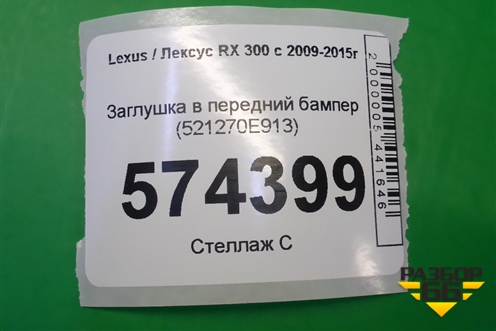 Lexus / Лексус RX 300 с 2009-2015г
Заглушка в передний бампер
(521270E913)
574399
Стеллаж С
2000005441646
РАЗБОР
66